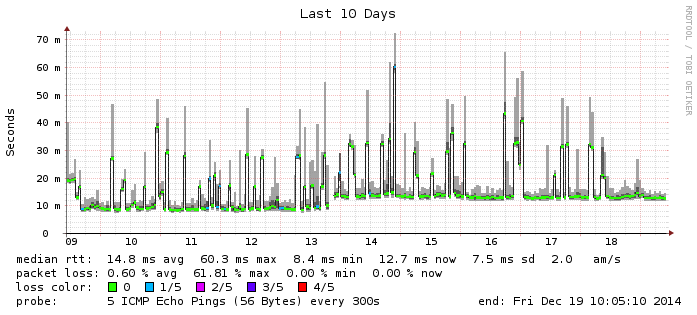 Last 10 Days
RRDTOOL / TOBI OETIKER
Seconds
70 m
60 m
50 m
40 m
30 m
20 m
10 m
0
09 10 11 12 13 14 15 16 17 18
median rtt: 14.8 ms avg 60.3 ms max 8.4 ms min 12.7 ms now 7.5 ms sd 2.0 am/s
packet loss: 0.60 % avg 61.81 % max 0.00 % min 0.00 % now
loss color: 0 1/5 2/5 3/5 4/5
probe: 5 ICMP Echo Pings (56 Bytes) every 300s end: Fri Dec 19 10:05:10 2014